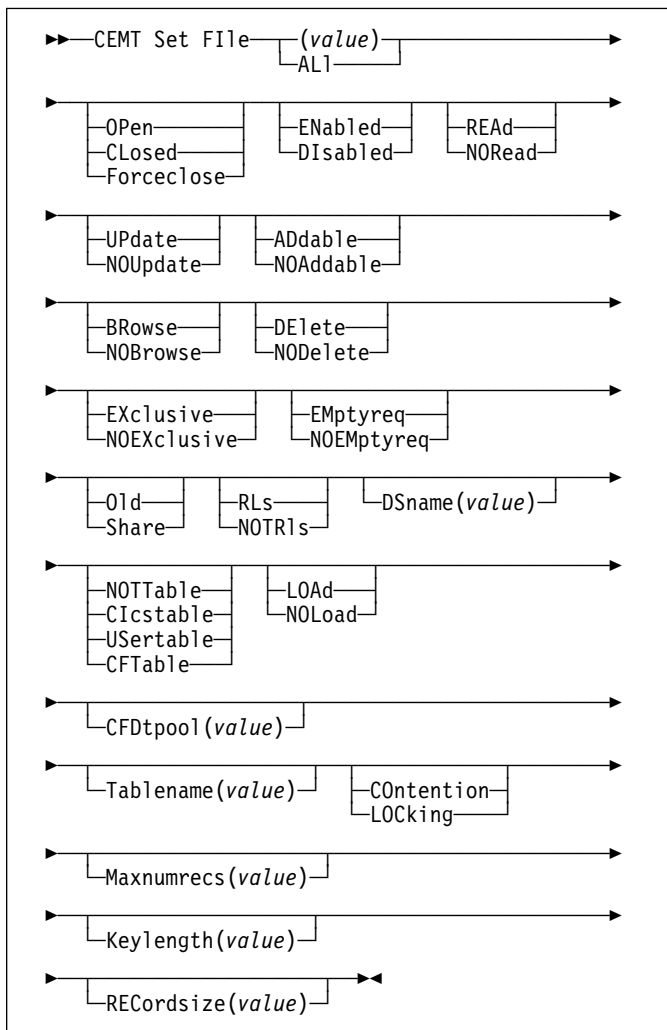 CEMT Set FIle (value)
ALl
OPen ENabled REAd
CLosed DIsabled NORead
Forceclose
UPdate ADdable
NOUpdate NOAddable
BRowse DElete
NOBrowse NODelete
EXclusive EMptyreq
NOEXclusive NOEMptyreq
Old RLs DSname(value)
Share NOTRls
NOTTable LOAd
CIcstable NOLoad
USertable
CFTable
CFDtpool(value)
Tablename(value) COntention
LOCking
Maxnumrecs(value)
Keylength(value)
RECordsize(value)